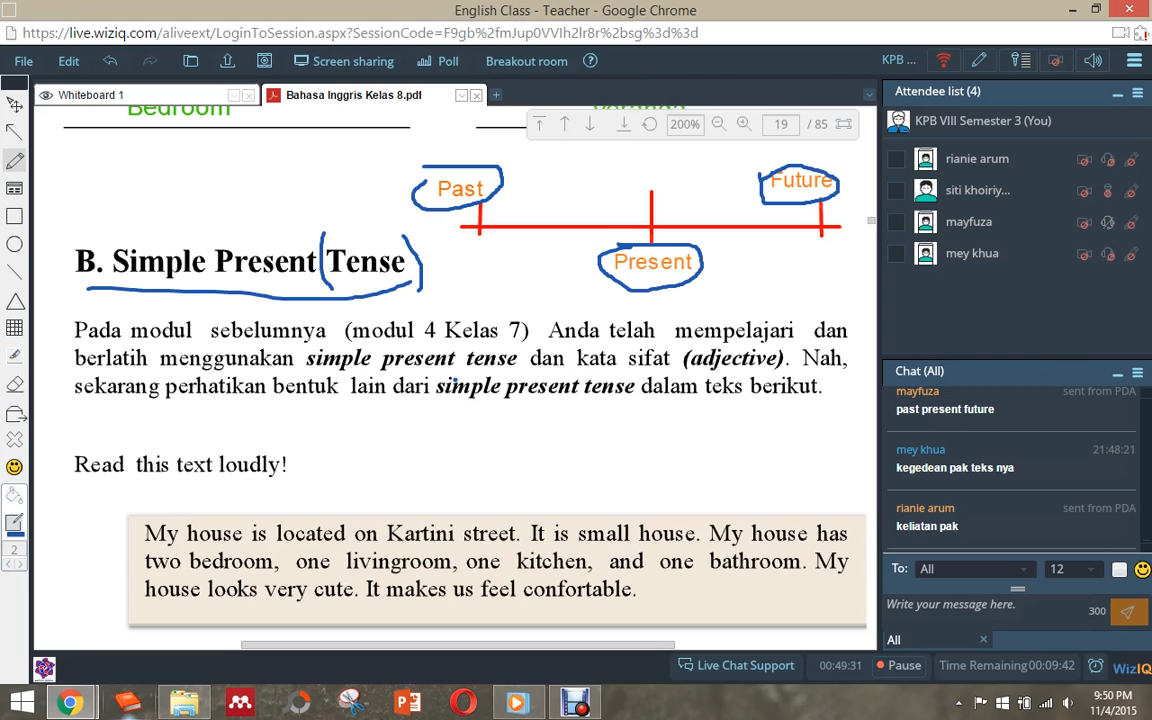 English Class - Teacher - Google Chrome
https://live.wiziq.com/aliveext/LoginToSession.aspx?SessionCode=F9gb%2fmJup0VVIh2lr8r%2bsg%3d%3d
File Edit Screen sharing Poll Breakout room ? KPB ...
Whiteboard 1 Bahasa Inggris Kelas 8.pdf
Attendee list (4)
Bedroom
200% 19 / 85
KPB VIII Semester 3 (You)
rianie arum
siti khoiriy...
mayfuza
mey khua
Past
Future
Present
B. Simple Present (Tense)
Pada modul sebelumnya (modul 4 Kelas 7) Anda telah mempelajari dan
berlatih menggunakan simple present tense dan kata sifat (adjective). Nah,
sekarang perhatikan bentuk lain dari simple present tense dalam teks berikut.
Read this text loudly!
My house is located on Kartini street. It is small house. My house has
two bedroom, one livingroom, one kitchen, and one bathroom. My
house looks very cute. It makes us feel confortable.
Chat (All)
mayfuza sent from PDA
past present future
mey khua 21:48:21
kegedean pak teks nya
rianie arum sent from PDA
keliatan pak
To: All 12
Write your message here. 300
All
2
Live Chat Support 00:49:31 Pause Time Remaining 00:09:42 WizIQ
9:50 PM
11/4/2015